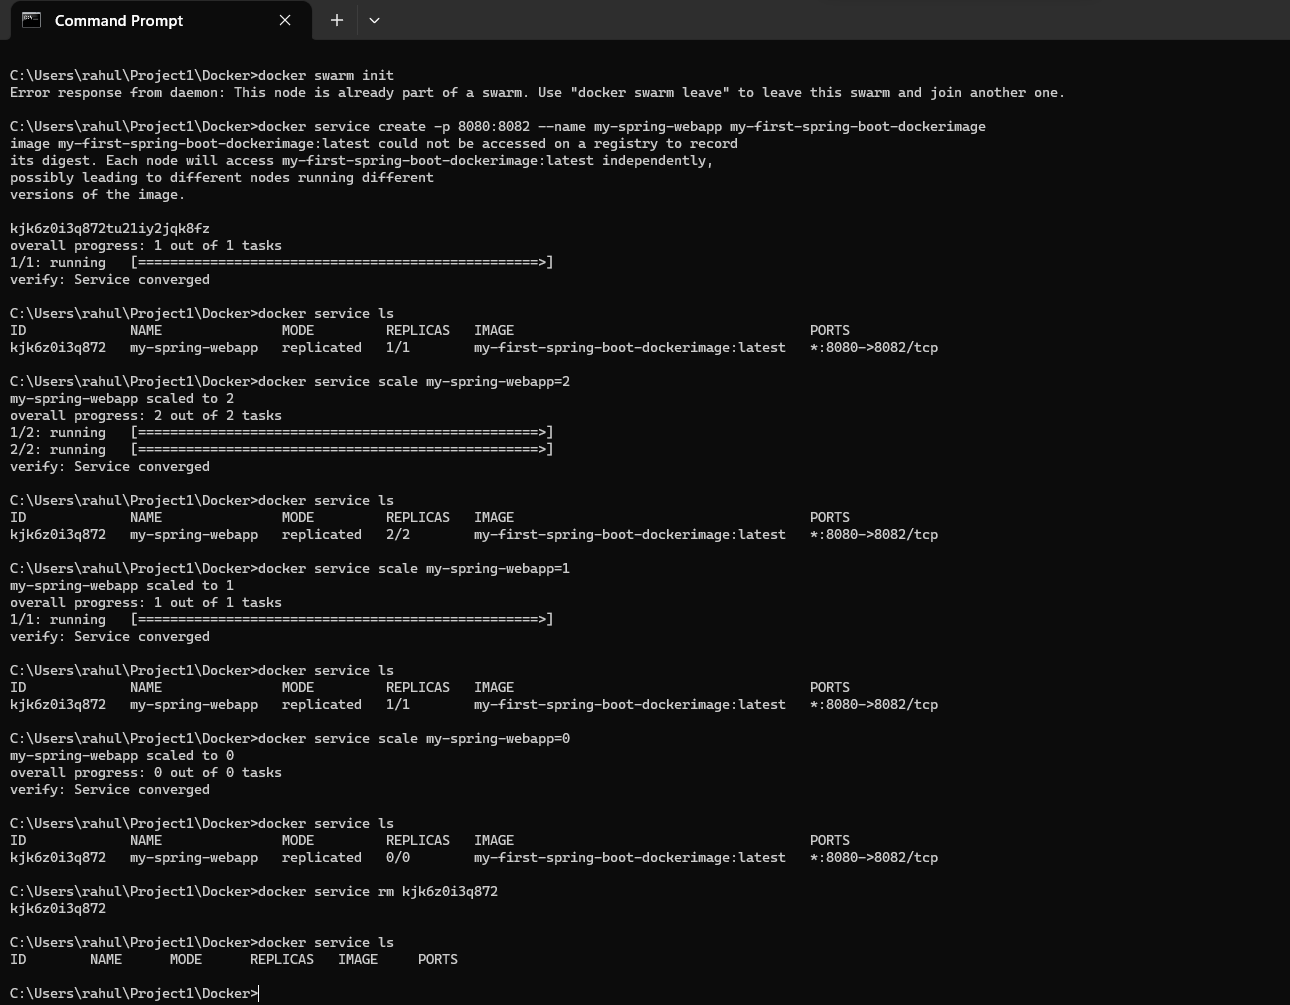 Command Prompt
C:\Users\rahul\Project1\Docker>docker swarm init
Error response from daemon: This node is already part of a swarm. Use "docker swarm leave" to leave this swarm and join another one.
C:\Users\rahul\Project1\Docker>docker service create -p 8080:8082 --name my-spring-webapp my-first-spring-boot-dockerimage
image my-first-spring-boot-dockerimage:latest could not be accessed on a registry to record
its digest. Each node will access my-first-spring-boot-dockerimage:latest independently,
possibly leading to different nodes running different
versions of the image.
kjk6z0i3q872tu21iy2jqk8fz
overall progress: 1 out of 1 tasks
1/1: running   [==================================================>]
verify: Service converged
C:\Users\rahul\Project1\Docker>docker service ls
ID             NAME               MODE         REPLICAS   IMAGE                                     PORTS
kjk6z0i3q872   my-spring-webapp   replicated   1/1        my-first-spring-boot-dockerimage:latest   *:8080->8082/tcp
C:\Users\rahul\Project1\Docker>docker service scale my-spring-webapp=2
my-spring-webapp scaled to 2
overall progress: 2 out of 2 tasks
1/2: running   [==================================================>]
2/2: running   [==================================================>]
verify: Service converged
C:\Users\rahul\Project1\Docker>docker service ls
ID             NAME               MODE         REPLICAS   IMAGE                                     PORTS
kjk6z0i3q872   my-spring-webapp   replicated   2/2        my-first-spring-boot-dockerimage:latest   *:8080->8082/tcp
C:\Users\rahul\Project1\Docker>docker service scale my-spring-webapp=1
my-spring-webapp scaled to 1
overall progress: 1 out of 1 tasks
1/1: running   [==================================================>]
verify: Service converged
C:\Users\rahul\Project1\Docker>docker service ls
ID             NAME               MODE         REPLICAS   IMAGE                                     PORTS
kjk6z0i3q872   my-spring-webapp   replicated   1/1        my-first-spring-boot-dockerimage:latest   *:8080->8082/tcp
C:\Users\rahul\Project1\Docker>docker service scale my-spring-webapp=0
my-spring-webapp scaled to 0
overall progress: 0 out of 0 tasks
verify: Service converged
C:\Users\rahul\Project1\Docker>docker service ls
ID             NAME               MODE         REPLICAS   IMAGE                                     PORTS
kjk6z0i3q872   my-spring-webapp   replicated   0/0        my-first-spring-boot-dockerimage:latest   *:8080->8082/tcp
C:\Users\rahul\Project1\Docker>docker service rm kjk6z0i3q872
kjk6z0i3q872
C:\Users\rahul\Project1\Docker>docker service ls
ID        NAME      MODE      REPLICAS   IMAGE     PORTS
C:\Users\rahul\Project1\Docker>